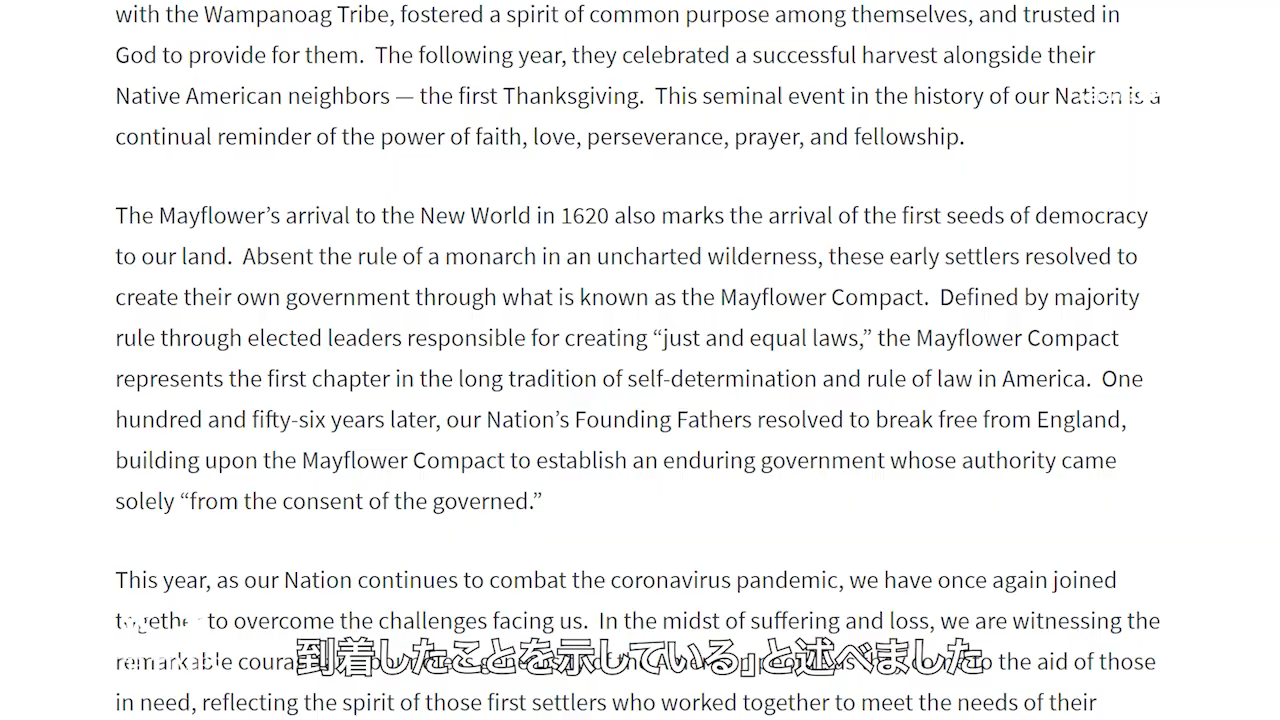 with the Wampanoag Tribe, fostered a spirit of common purpose among themselves, and trusted in
God to provide for them.  The following year, they celebrated a successful harvest alongside their
Native American neighbors — the first Thanksgiving.  This seminal event in the history of our Nation is a
continual reminder of the power of faith, love, perseverance, prayer, and fellowship.
The Mayflower’s arrival to the New World in 1620 also marks the arrival of the first seeds of democracy
to our land.  Absent the rule of a monarch in an uncharted wilderness, these early settlers resolved to
create their own government through what is known as the Mayflower Compact.  Defined by majority
rule through elected leaders responsible for creating “just and equal laws,” the Mayflower Compact
represents the first chapter in the long tradition of self-determination and rule of law in America.  One
hundred and fifty-six years later, our Nation’s Founding Fathers resolved to break free from England,
building upon the Mayflower Compact to establish an enduring government whose authority came
solely “from the consent of the governed.”
This year, as our Nation continues to combat the coronavirus pandemic, we have once again joined
together to overcome the challenges facing us.  In the midst of suffering and loss, we are witnessing the
remarkable to the aid of those
到着したことを示している」と述べました
in need, reflecting the spirit of those first settlers who worked together to meet the needs of their